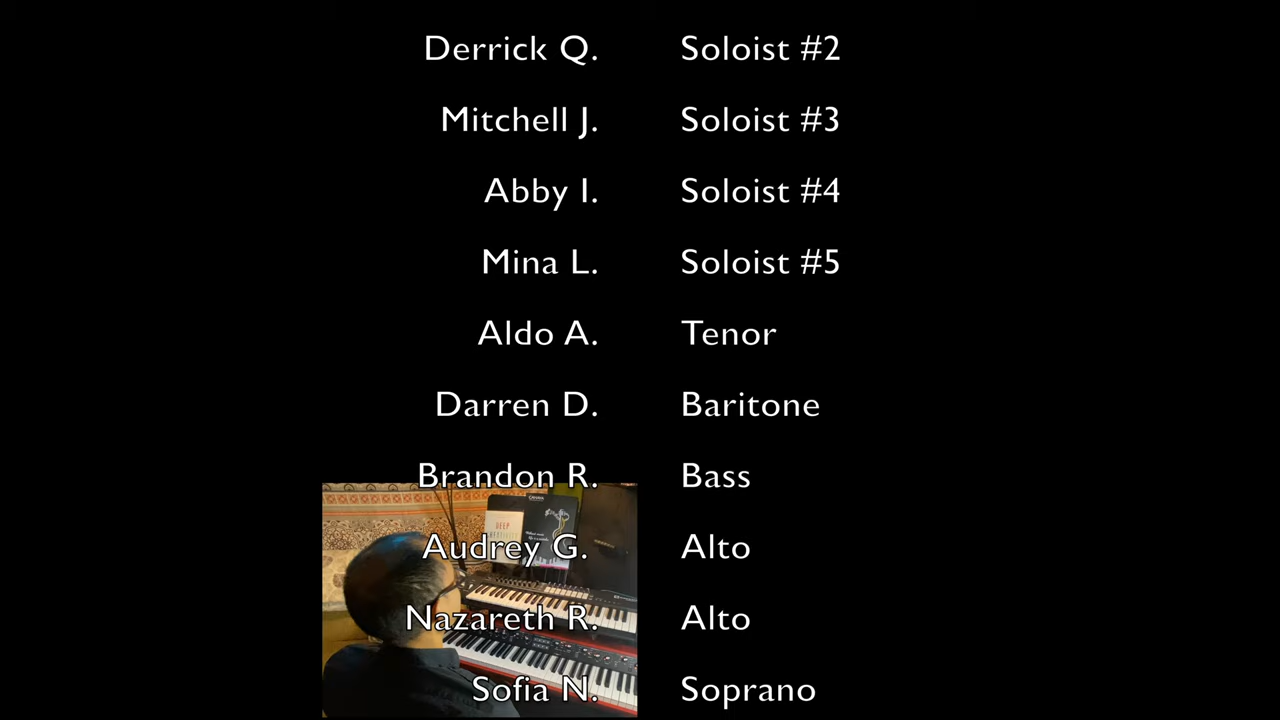 Derrick Q. Soloist #2
Mitchell J. Soloist #3
Abby I. Soloist #4
Mina L. Soloist #5
Aldo A. Tenor
Darren D. Baritone
Brandon R. Bass
Audrey G. Alto
Nazareth R. Alto
Sofia N. Soprano
DEEP